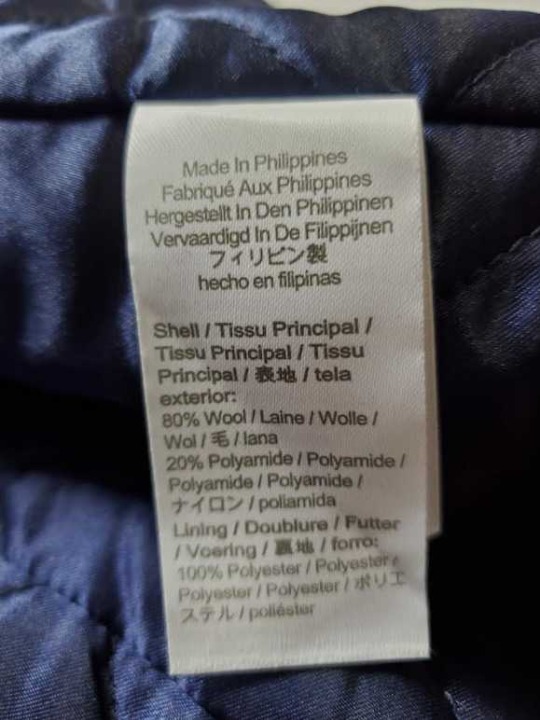 Made In Philippines
Fabriqué Aux Philippines
Hergestellt In Den Philippinen
Vervaardigd In De Filippijnen
フィリピン製
hecho en filipinas
Shell / Tissu Principal /
Tissu Principal / Tissu
Principal / 表地 / tela
exterior:
80% Wool / Laine / Wolle /
Wol / 毛 / lana
20% Polyamide / Polyamide /
Polyamide / Polyamide /
ナイロン / poliamida
Lining / Doublure / Futter
/ Voering / 裏地 / forro:
100% Polyester / Polyester /
Polyester / Polyester / ポリエ
ステル / poliéster